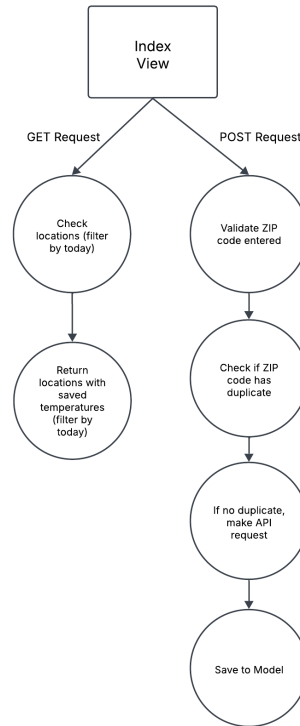 Index
View
GET Request
POST Request
Check
locations (filter
by today)
Validate ZIP
code entered
Return
locations with
saved
temperatures
(filter by
today)
Check if ZIP
code has
duplicate
If no duplicate,
make API
request
Save to Model